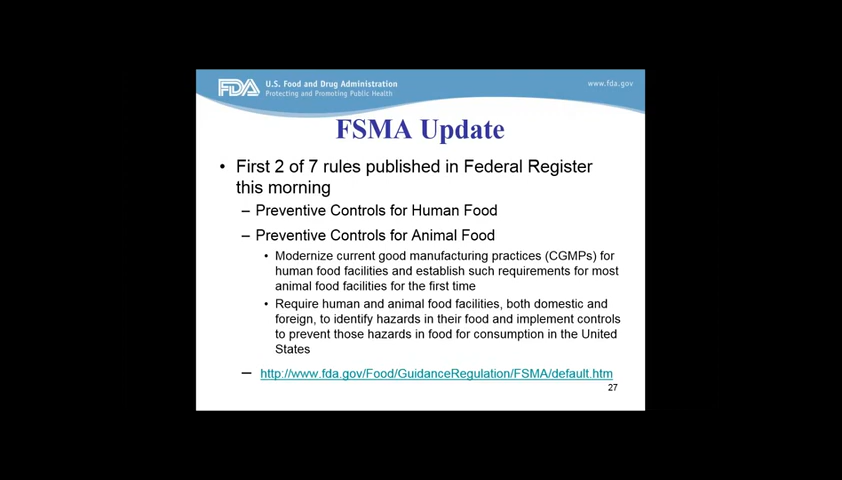 FDA U.S. Food and Drug Administration www.fda.gov
Protecting and Promoting Public Health
FSMA Update
• First 2 of 7 rules published in Federal Register
this morning
– Preventive Controls for Human Food
– Preventive Controls for Animal Food
• Modernize current good manufacturing practices (CGMPs) for
human food facilities and establish such requirements for most
animal food facilities for the first time
• Require human and animal food facilities, both domestic and
foreign, to identify hazards in their food and implement controls
to prevent those hazards in food for consumption in the United
States
– http://www.fda.gov/Food/GuidanceRegulation/FSMA/default.htm
27